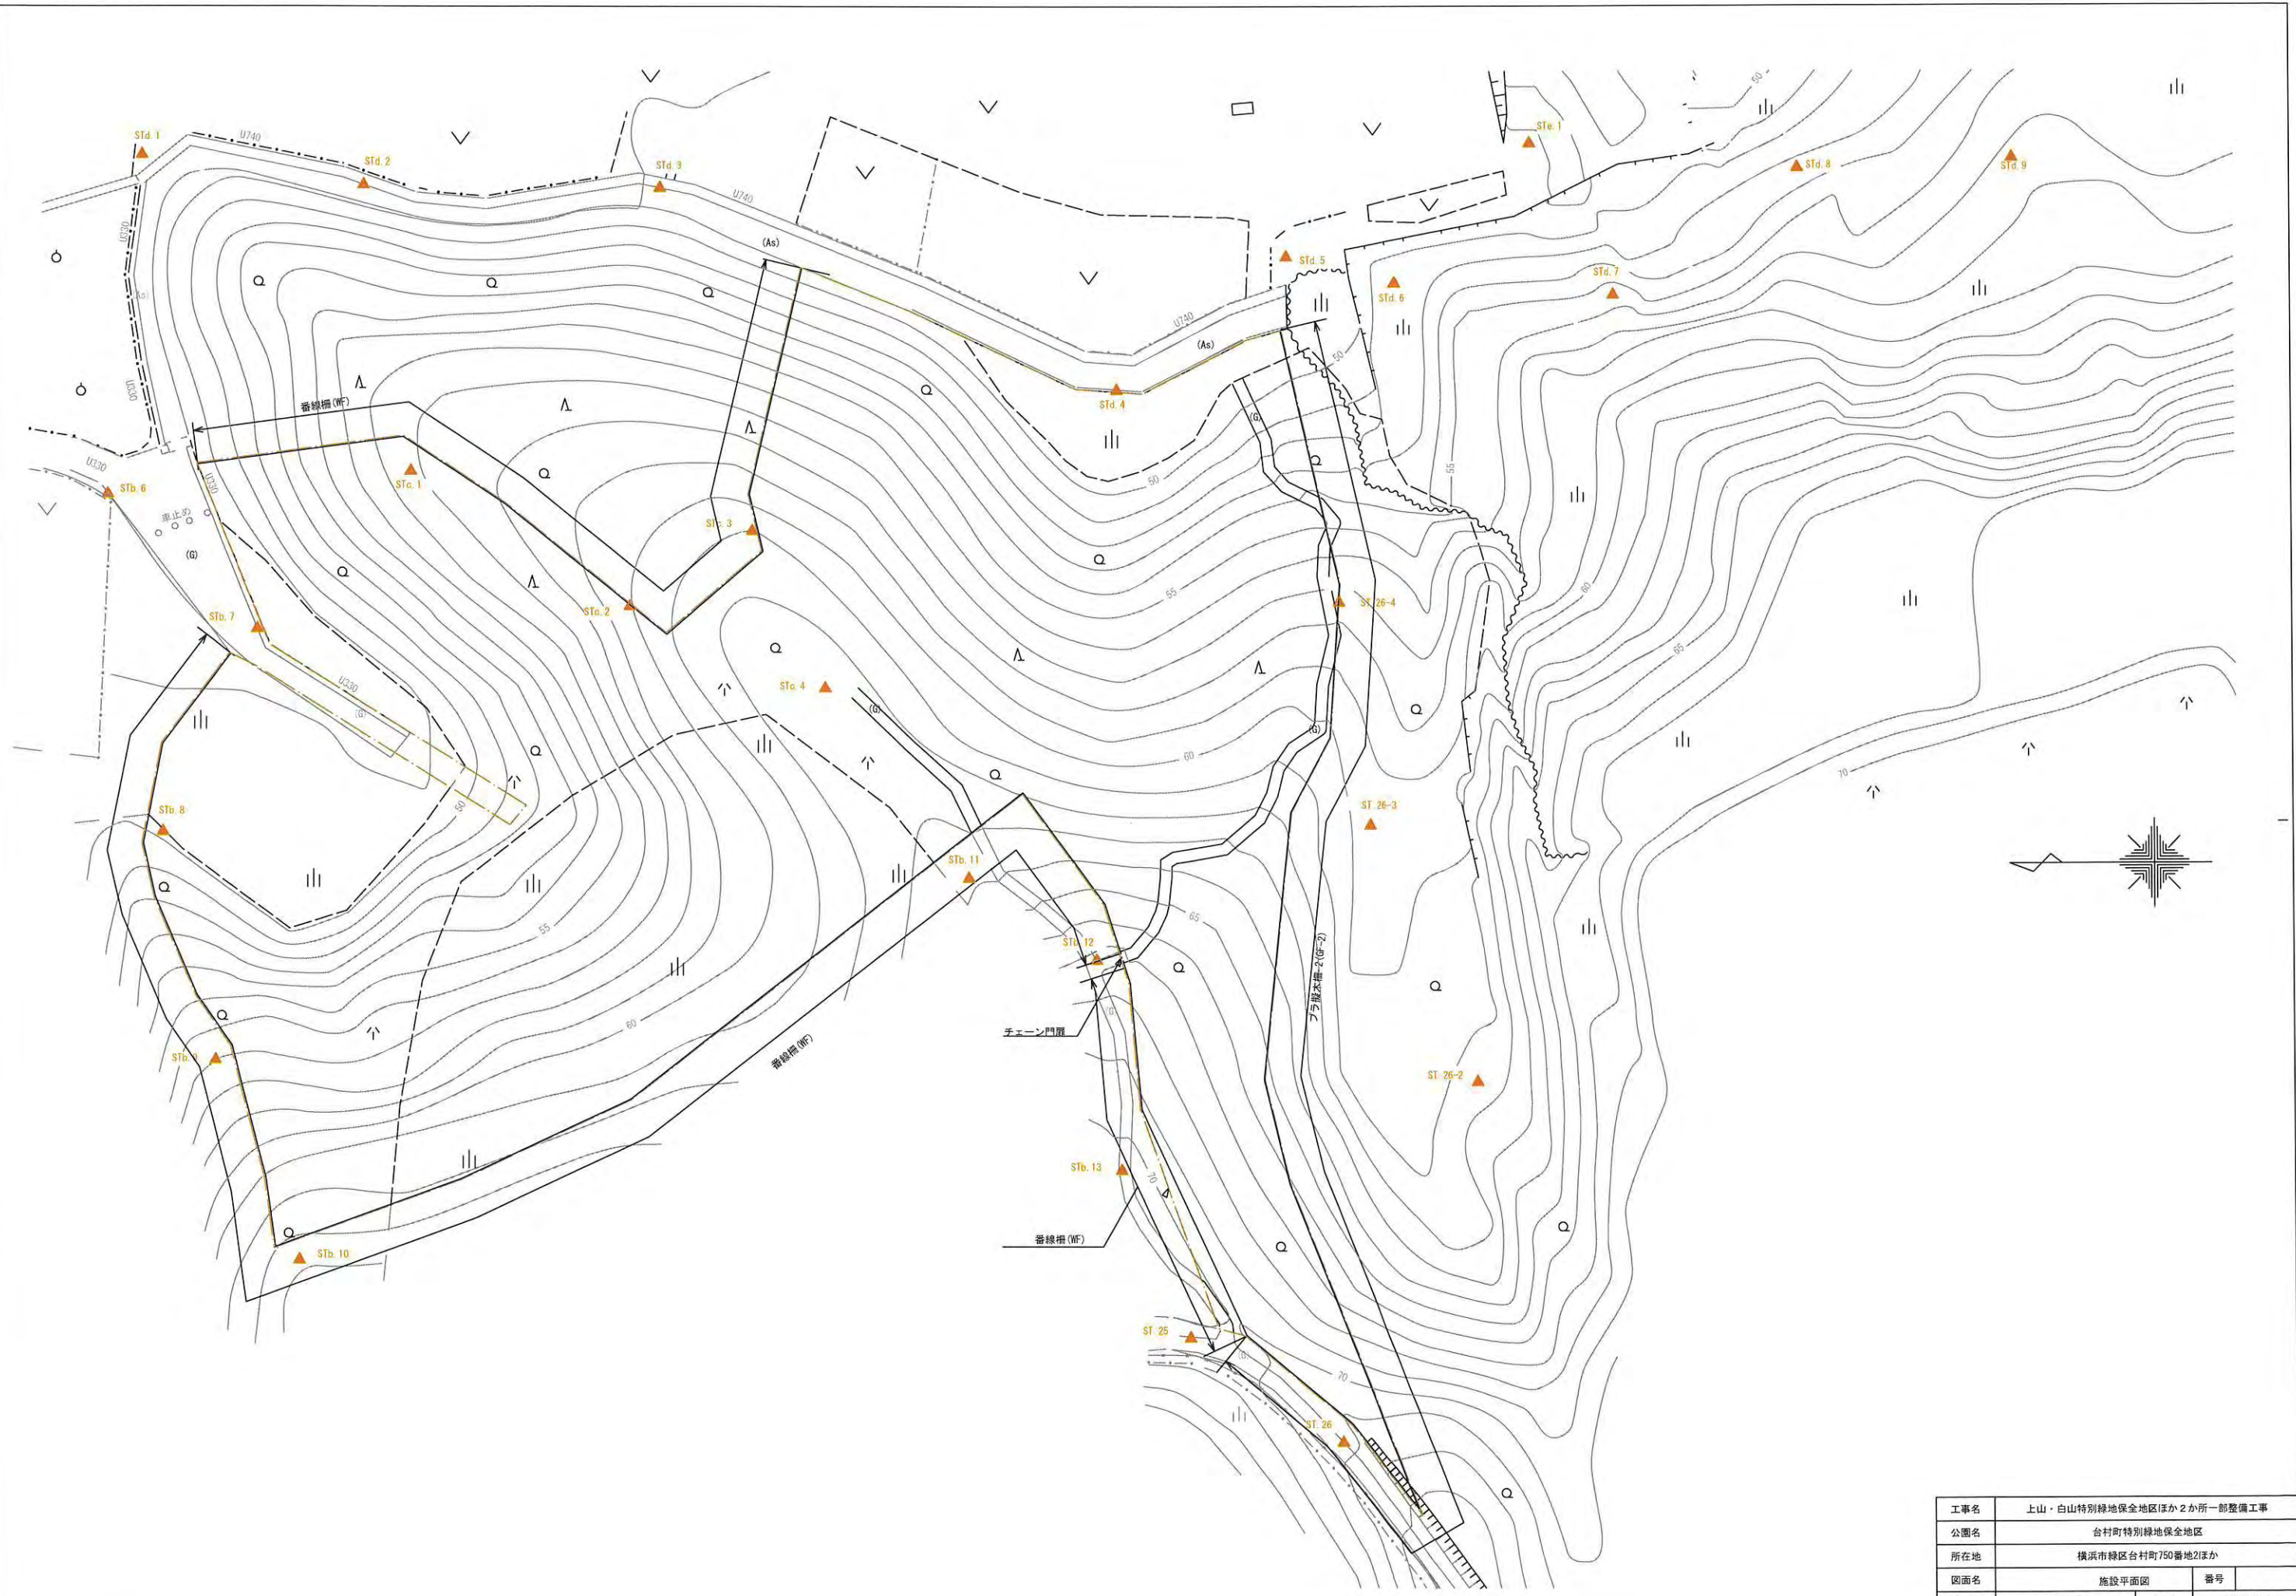 STd. 1
U740
STd. 2
STd. 3
U740
STe. 1
50
STd. 8
STd. 9
U330
(As)
(As)
STd. 5
STd. 6
STd. 7
U740
(As)
50
U330
番線柵(WF)
STd. 4
(G)
U330
STb. 6
U330
STc. 1
50
55
車止め
(G)
STc. 3
STb. 7
STc. 2
55
ST. 26-4
60
65
U330
(G)
STc. 4
(G)
(G)
60
70
STb. 8
50
ST. 26-3
STb. 11
55
65
STb. 12
60
(G)
チェーン門扉
プラ擬木柵-2(GF-2)
番線柵(WF)
STb. 9
ST. 26-2
STb. 13
70
番線柵(WF)
STb. 10
ST. 25
(G)
70
ST. 26
工事名 上山・白山特別緑地保全地区ほか2か所一部整備工事
公園名 台村町特別緑地保全地区
所在地 横浜市緑区台村町750番地2ほか
図面名 施設平面図 番号